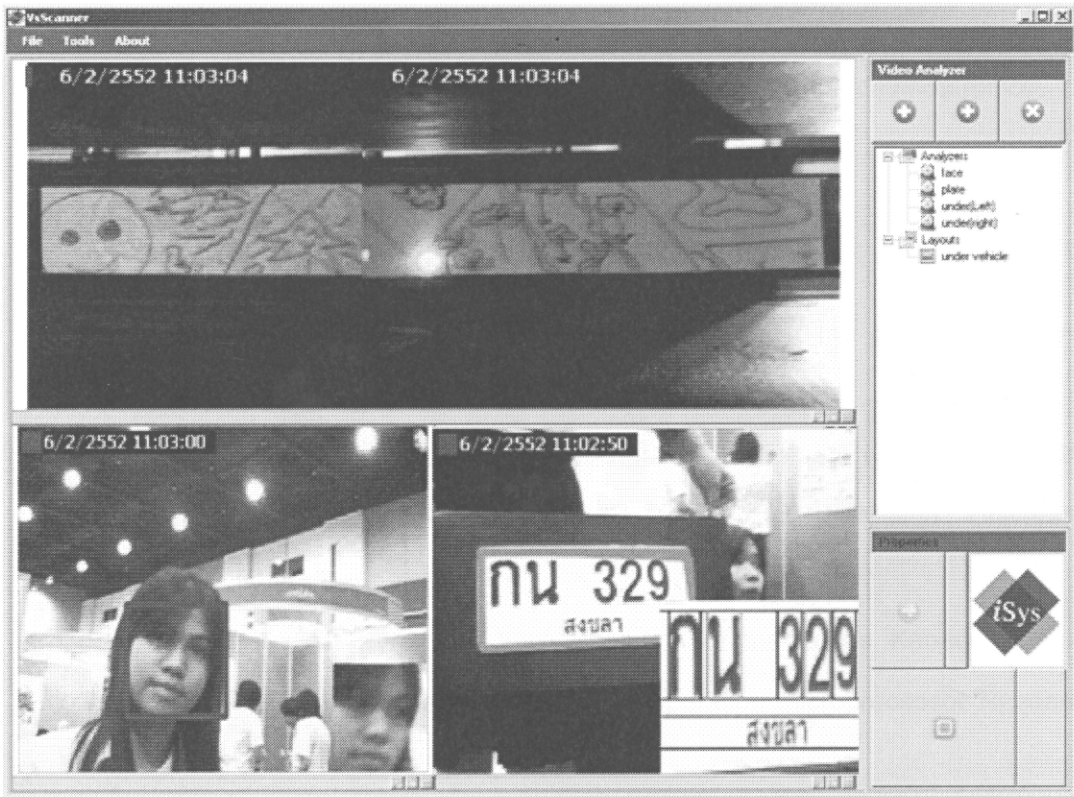 VsScanner
File Tools About
6/2/2552 11:03:04 6/2/2552 11:03:04
Video Analyzer
Analyzers
face
plate
under(Left)
under(right)
Layouts
under vehicle
6/2/2552 11:03:00
6/2/2552 11:02:50
กน 329
สงขลา
กน 329
สงขลา
Properties
iSys